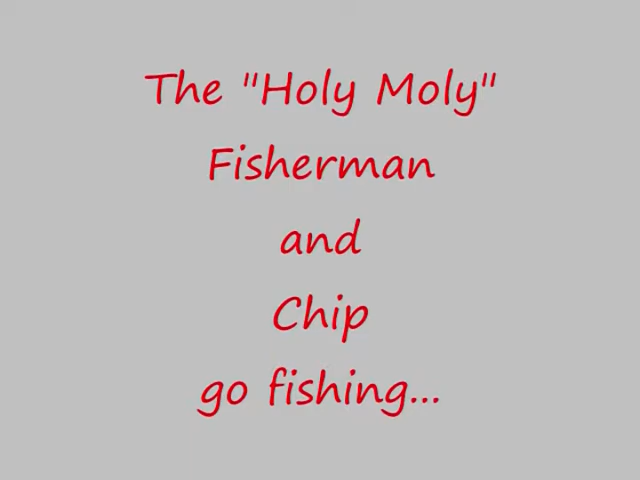 The "Holy Moly"
Fisherman
and
Chip
go fishing...